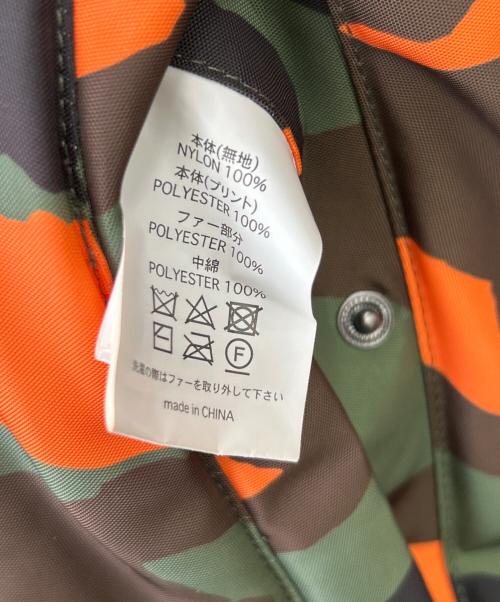 本体(無地)
NYLON 100%
本体(プリント)
POLYESTER 100%
ファー部分
POLYESTER 100%
中綿
POLYESTER 100%
F
洗濯の際はファーを取り外して下さい
made in CHINA